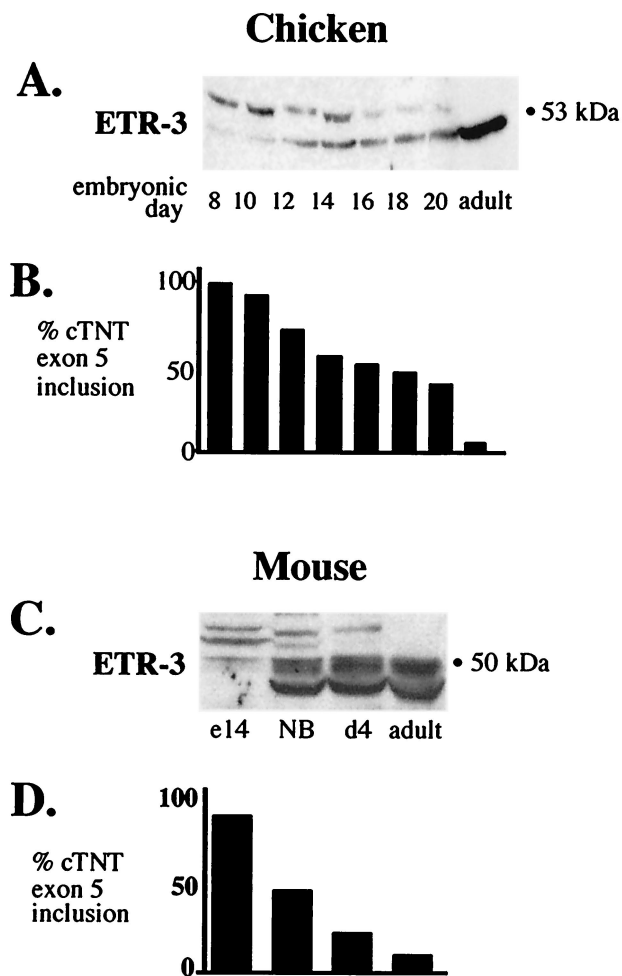 Chicken
A.
ETR-3
• 53 kDa
embryonic
day
8 10 12 14 16 18 20 adult
B.
% cTNT
exon 5
inclusion
100
50
0
Mouse
C.
ETR-3
• 50 kDa
e14 NB d4 adult
D.
% cTNT
exon 5
inclusion
100
50
0